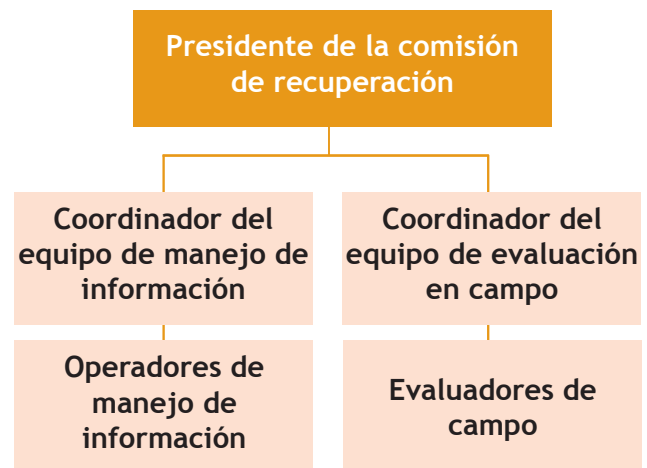 Presidente de la comisión
de recuperación
Coordinador del
equipo de manejo de
información
Coordinador del
equipo de evaluación
en campo
Operadores de
manejo de
información
Evaluadores de
campo